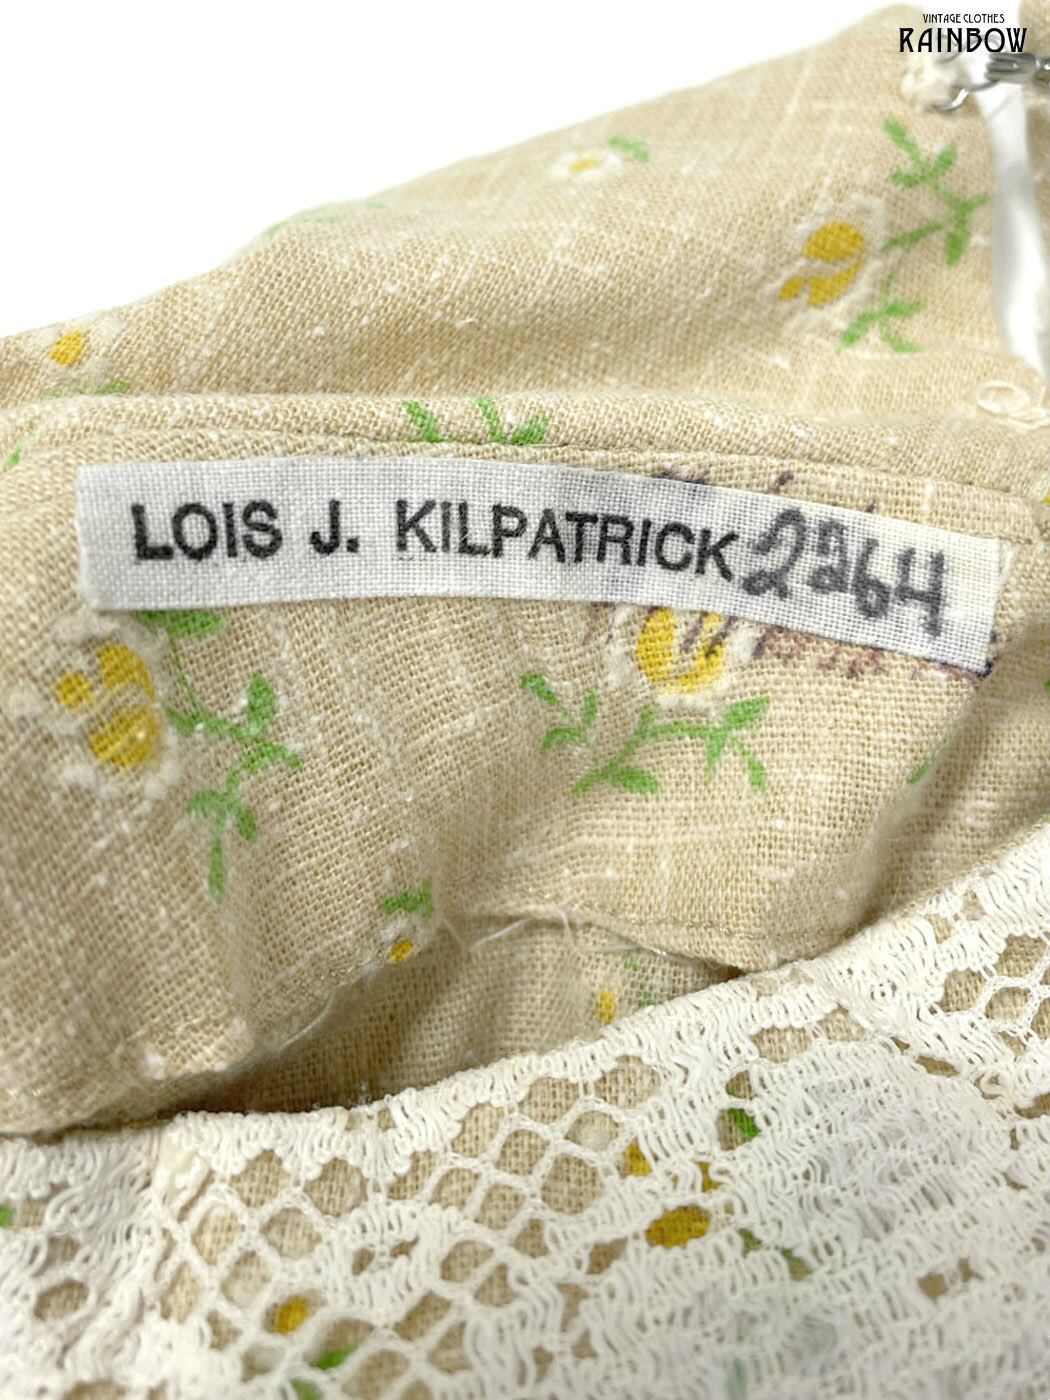 VINTAGE CLOTHES
RAINBOW
LOIS J. KILPATRICK 2264